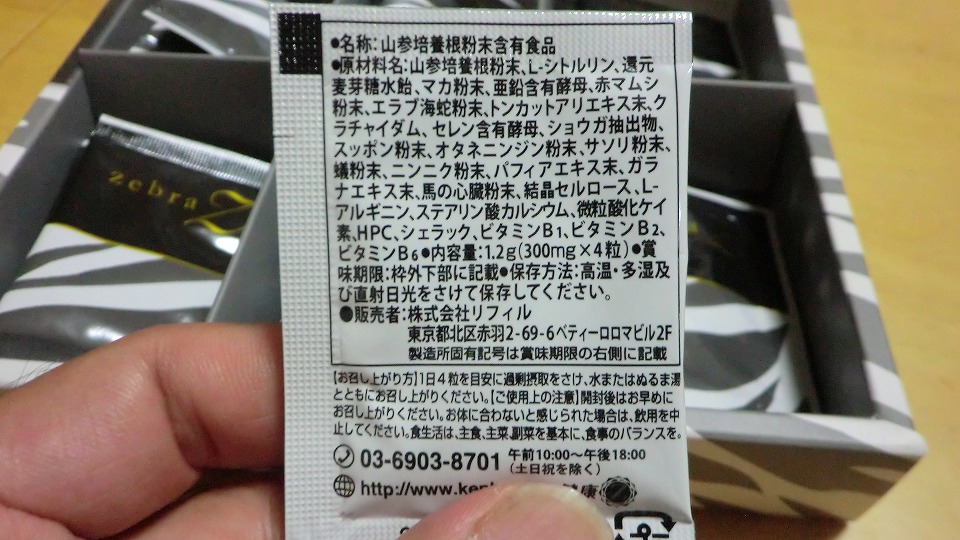 ●名称：山参培養根粉末含有食品
●原材料名：山参培養根粉末、L-シトルリン、還元
麦芽糖水飴、マカ粉末、亜鉛含有酵母、赤マムシ
粉末、エラブ海蛇粉末、トンカットアリエキス末、ク
ラチャイダム、セレン含有酵母、ショウガ抽出物、
スッポン粉末、オタネニンジン粉末、サソリ粉末、
蟻粉末、ニンニク粉末、パフィアエキス末、ガラ
ナエキス末、馬の心臓粉末、結晶セルロース、L-
アルギニン、ステアリン酸カルシウム、微粒酸化ケイ
素、HPC、シェラック、ビタミンB1、ビタミンB2、
ビタミンB6●内容量：1.2g(300mg×4粒)●賞
味期限：枠外下部に記載●保存方法：高温・多湿及
び直射日光をさけて保存してください。
●販売者：株式会社リフィル
東京都北区赤羽2-69-6ベティーロロマビル2F
製造所固有記号は賞味期限の右側に記載
【お召し上がり方】1日4粒を目安に過剰摂取をさけ、水またはぬるま湯
とともにお召し上がりください。【ご使用上の注意】開封後はお早めに
お召し上がりください。お体に合わないと感じられた場合は、飲用を中
止してください。食生活は、主食、主菜、副菜を基本に、食事のバランスを。
03-6903-8701 午前10:00～午後18:00
（土日祝を除く）
http://www.ken
健康
プ
zebra Z